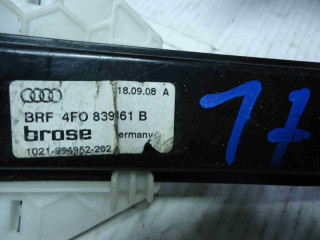 18.09.08 A
BRF 4F0 839461 B
brose
Germany
1021-994952-202
17